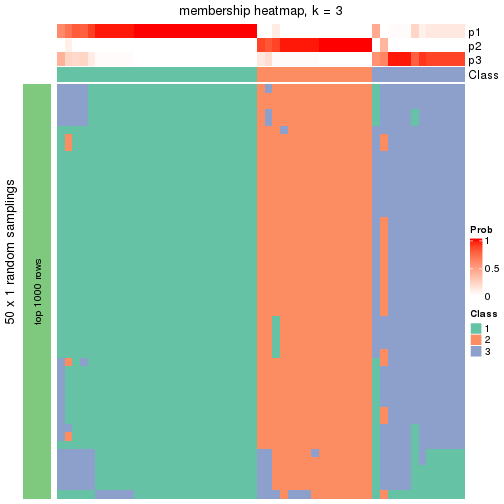 membership heatmap, k = 3
p1
p2
p3
Class
50 x 1 random samplings
top 1000 rows
Prob
1
0.5
0
Class
1
2
3